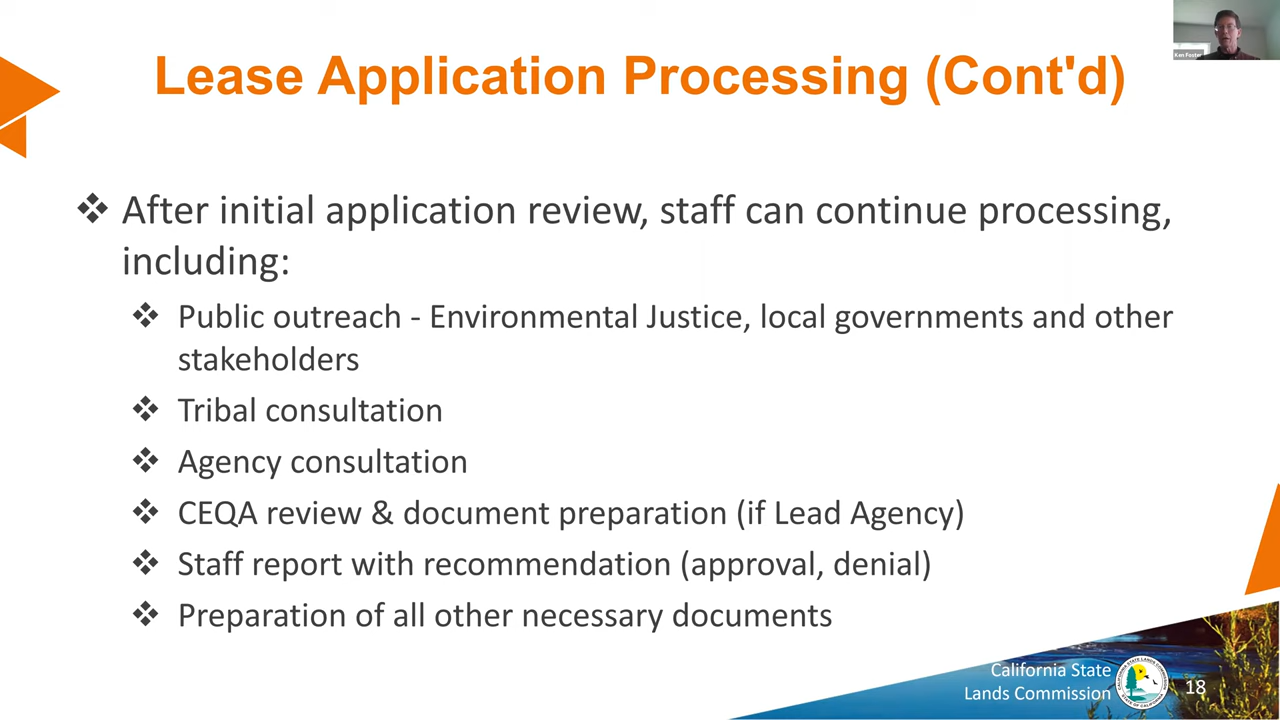 Ken Foster
Lease Application Processing (Cont'd)
❖ After initial application review, staff can continue processing,
including:
❖ Public outreach - Environmental Justice, local governments and other
stakeholders
❖ Tribal consultation
❖ Agency consultation
❖ CEQA review & document preparation (if Lead Agency)
❖ Staff report with recommendation (approval, denial)
❖ Preparation of all other necessary documents
California State
Lands Commission
18